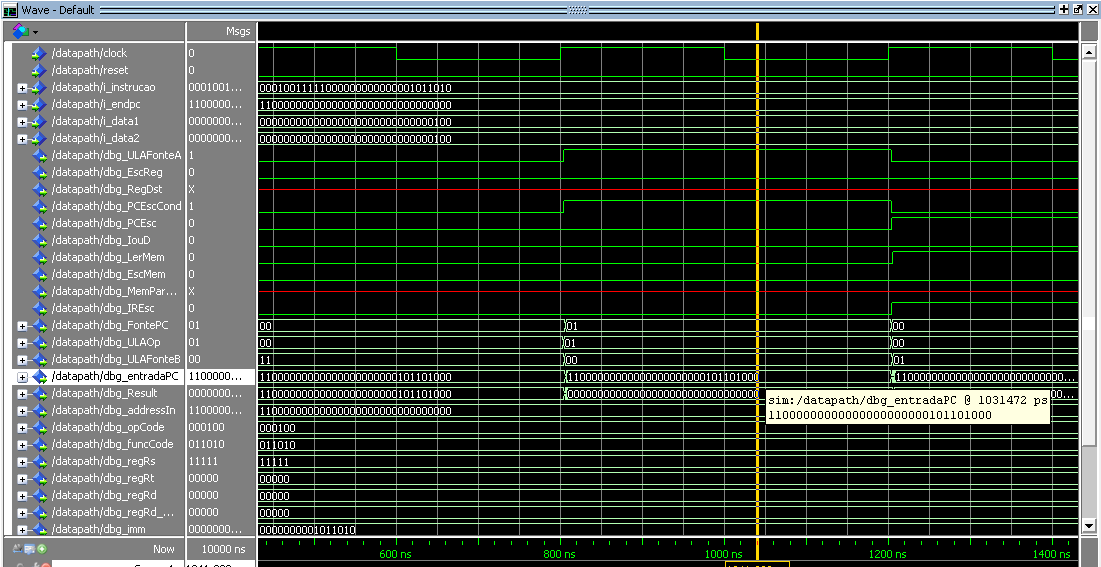 Wave - Default
Msgs
/datapath/clock 0
/datapath/reset 0
/datapath/i_instrucao 0001001... 00010011111000000000000001011010
/datapath/i_endpc 1100000... 11000000000000000000000000000000
/datapath/i_data1 0000000... 00000000000000000000000000000100
/datapath/i_data2 0000000... 00000000000000000000000000000100
/datapath/dbg_ULAFonteA 1
/datapath/dbg_EscReg 0
/datapath/dbg_RegDst X
/datapath/dbg_PCEscCond 1
/datapath/dbg_PCEsc 0
/datapath/dbg_IouD 0
/datapath/dbg_LerMem 0
/datapath/dbg_EscMem 0
/datapath/dbg_MemPar... X
/datapath/dbg_IREsc 0
/datapath/dbg_FontePC 01 00 01 00
/datapath/dbg_ULAOp 01 00 01 00
/datapath/dbg_ULAFonteB 00 11 00 01
/datapath/dbg_entradaPC 1100000... 11000000000000000000000101101000 11000000000000000000000101101000 110000000000000000000000000...
/datapath/dbg_Result 0000000... 11000000000000000000000101101000 00000000000000000000000000000000
sim:/datapath/dbg_entradaPC @ 1031472 ps
11000000000000000000000101101000
/datapath/dbg_addressIn 1100000... 11000000000000000000000000000000
/datapath/dbg_opCode 000100 000100
/datapath/dbg_funcCode 011010 011010
/datapath/dbg_regRs 11111 11111
/datapath/dbg_regRt 00000 00000
/datapath/dbg_regRd 00000 00000
/datapath/dbg_regRd_... 00000 00000
/datapath/dbg_imm 0000000... 0000000001011010
Now 10000 ns 600 ns 800 ns 1000 ns 1200 ns 1400 ns